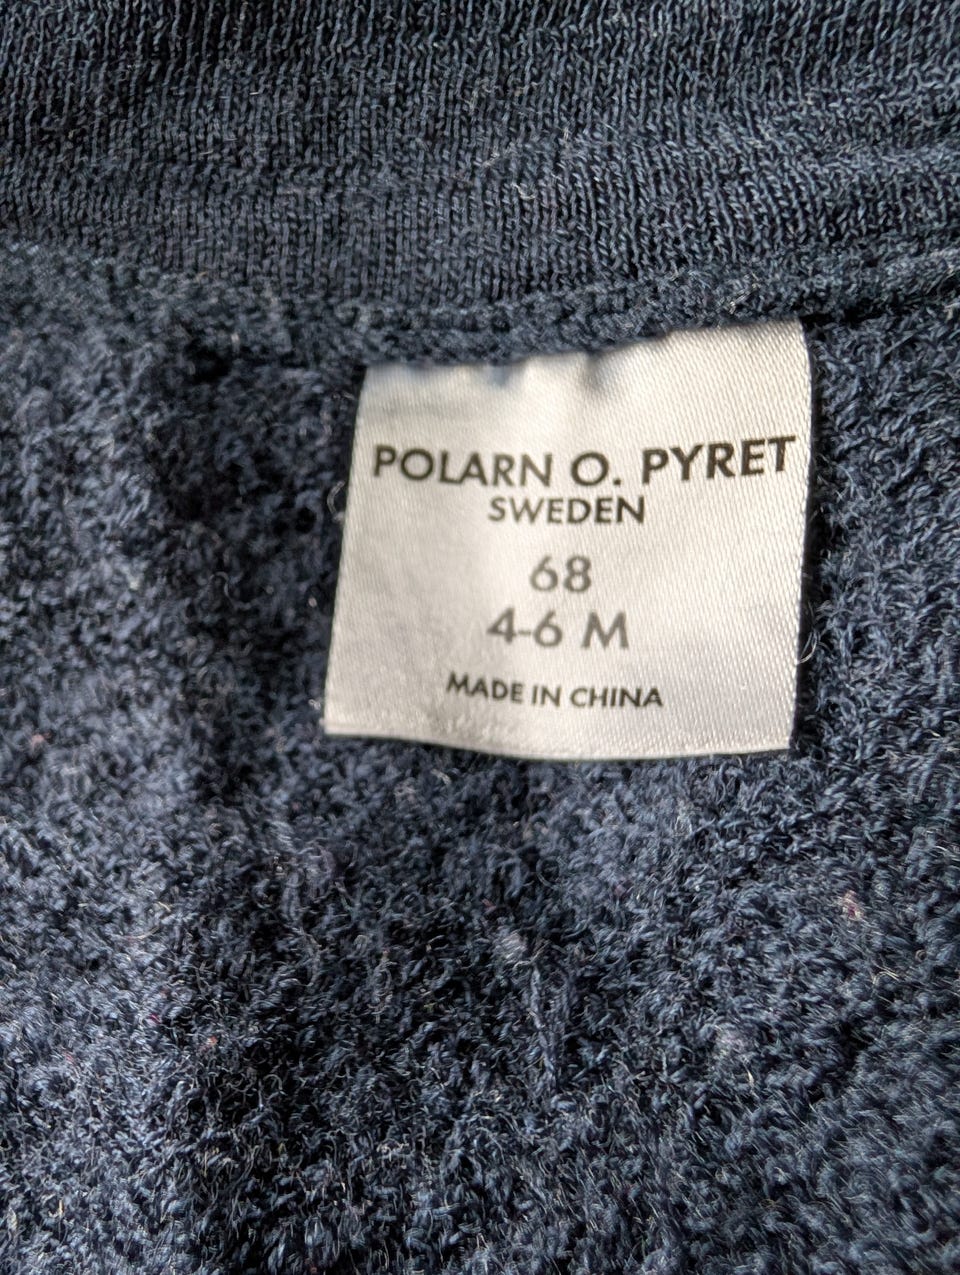 POLARN O. PYRET
SWEDEN
68
4-6 M
MADE IN CHINA